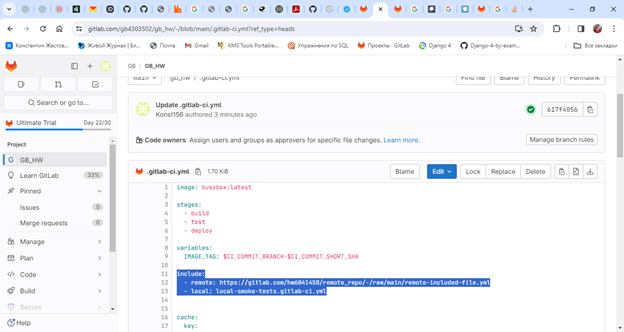 gitlab.com/gb4303502/gb_hw/-/blob/main/.gitlab-ci.yml?ref_type=heads
Константин Жестов...
Живой Журнал | Бл...
Почта
Gmail
KMS Tools Portable...
Упражнения по SQL
Проекты · GitLab
Django 4
Django-4-by-exam...
Все закладки
GB / GB_HW
main
gb_hw / .gitlab-ci.yml
Find file
Blame
History
Permalink
Search or go to...
Ultimate Trial
Day 22/30
Project
G GB_HW
Learn GitLab
33%
Pinned
Issues
0
Merge requests
0
Manage
Plan
Code
Build
Secure
Help
Update .gitlab-ci.yml
Konst156 authored 3 minutes ago
617f4856
Code owners Assign users and groups as approvers for specific file changes. Learn more.
Manage branch rules
.gitlab-ci.yml
1.70 KiB
Blame
Edit
Lock
Replace
Delete
1 image: busybox:latest
2
3 stages:
4 - build
5 - test
6 - deploy
7
8 variables:
9 IMAGE_TAG: $CI_COMMIT_BRANCH-$CI_COMMIT_SHORT_SHA
10
11 include:
12 - remote: https://gitlab.com/hw6041450/remote_repo/-/raw/main/remote-included-file.yml
13 - local: local-smoke-tests.gitlab-ci.yml
14
15
16 cache:
17 key: